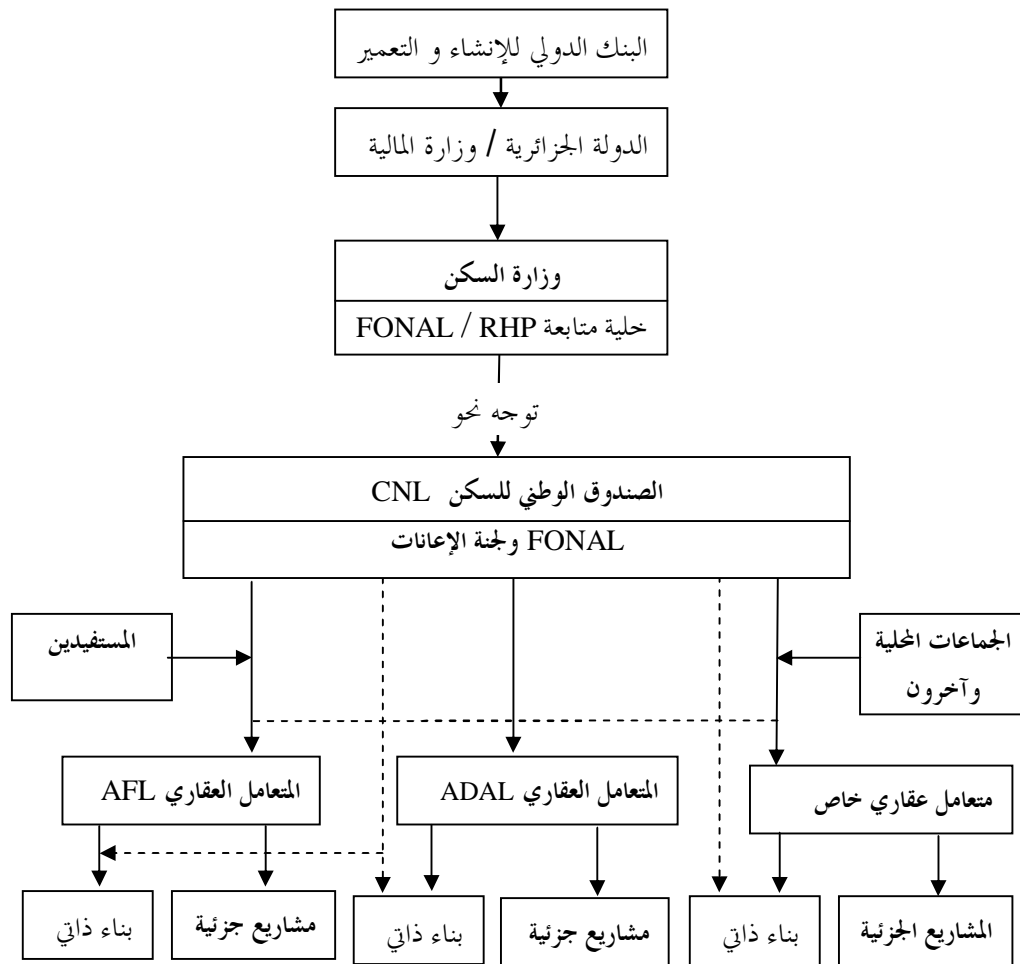 البنك الدولي للإنشاء و التعمير
الدولة الجزائرية / وزارة المالية
وزارة السكن
خلية متابعة FONAL / RHP
توجه نحو
الصندوق الوطني للسكن CNL
FONAL ولجنة الإعانات
الجماعات المحلية
وآخرون
المستفيدين
متعامل عقاري خاص
المتعامل العقاري ADAL
المتعامل العقاري AFL
المشاريع الجزئية
بناء ذاتي
مشاريع جزئية
بناء ذاتي
مشاريع جزئية
بناء ذاتي